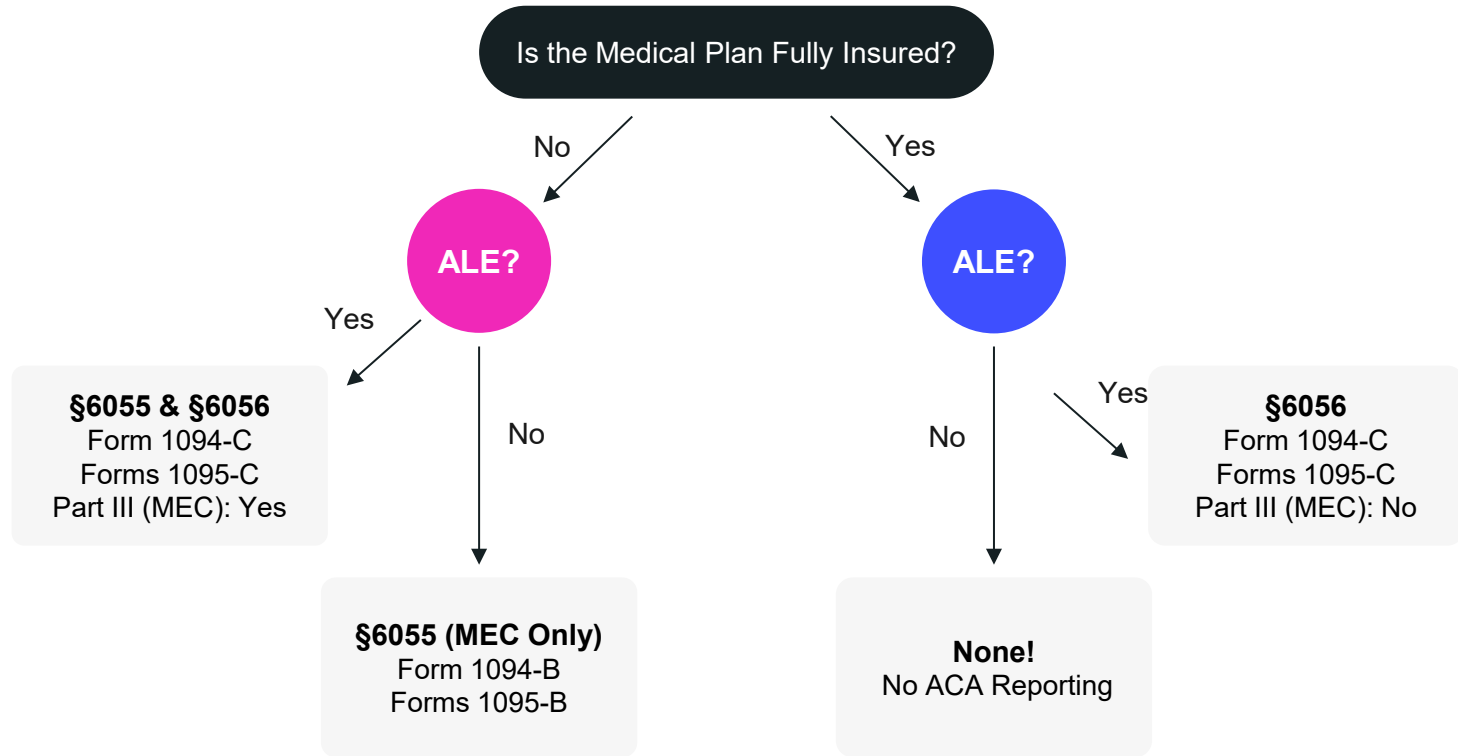 Is the Medical Plan Fully Insured?
No
Yes
ALE?
ALE?
Yes
No
No
Yes
§6055 & §6056
Form 1094-C
Forms 1095-C
Part III (MEC): Yes
§6056
Form 1094-C
Forms 1095-C
Part III (MEC): No
§6055 (MEC Only)
Form 1094-B
Forms 1095-B
None!
No ACA Reporting